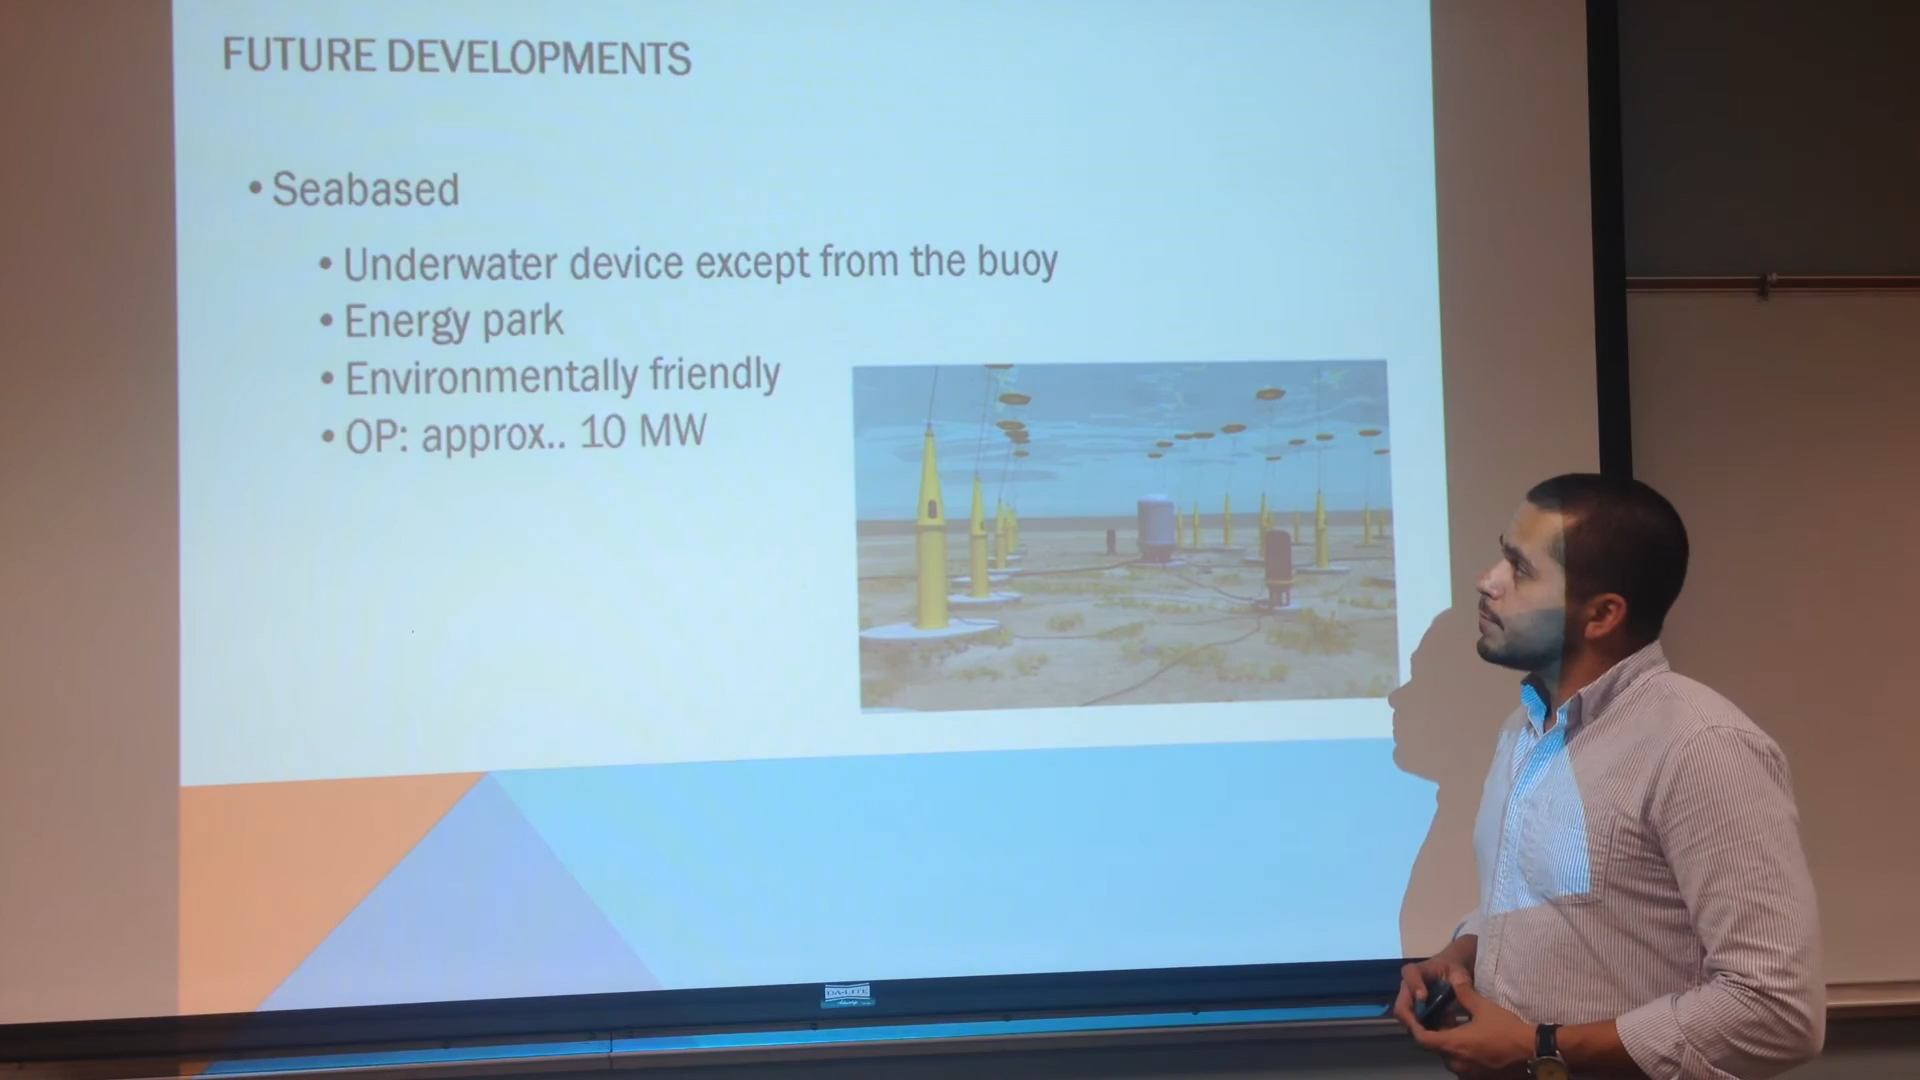 FUTURE DEVELOPMENTS
• Seabased
• Underwater device except from the buoy
• Energy park
• Environmentally friendly
• OP: approx.. 10 MW
DA-LITE